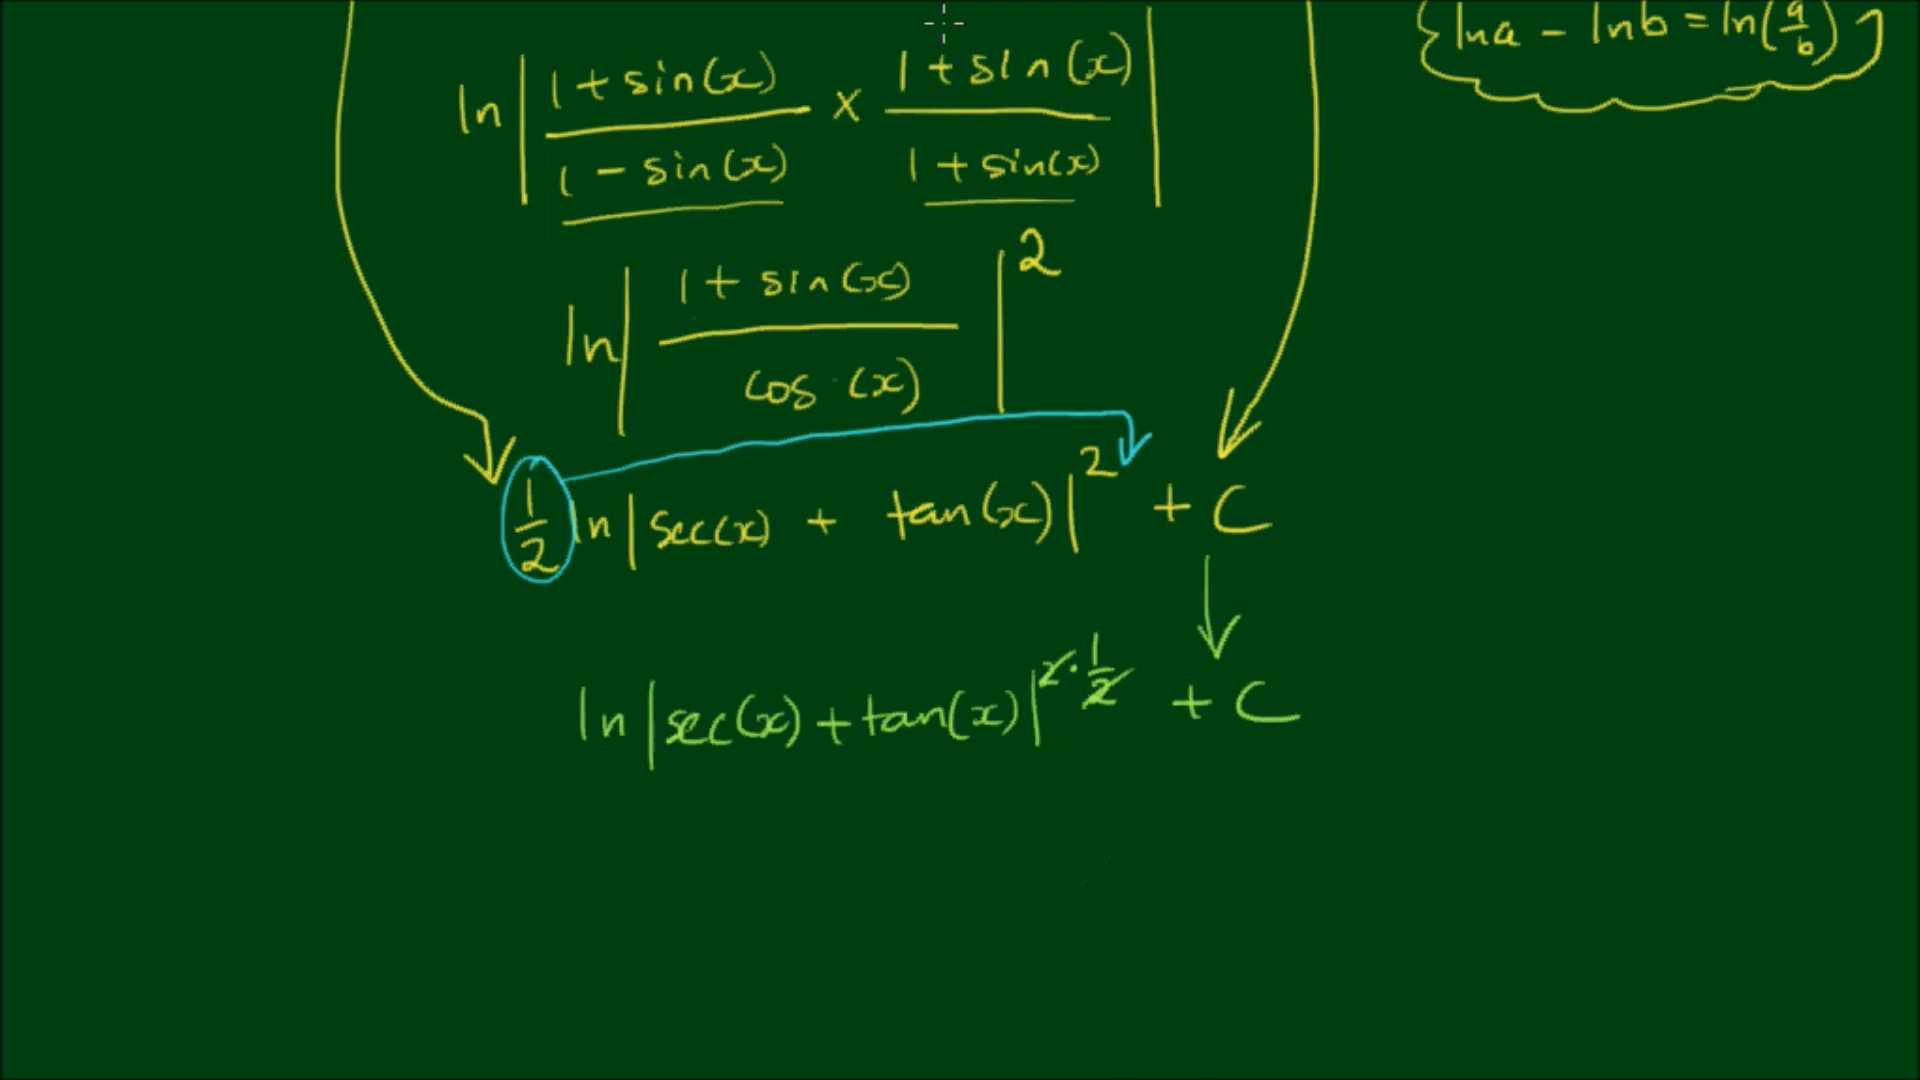 {ln a - ln b = ln(a/b)}
ln | (1 + sin(x))/(1 - sin(x)) × (1 + sin(x))/(1 + sin(x)) |
ln | (1 + sin(x))/(cos(x)) |²
1/2 ln | sec(x) + tan(x) |² + C
ln | sec(x) + tan(x) |^(2·1/2) + C